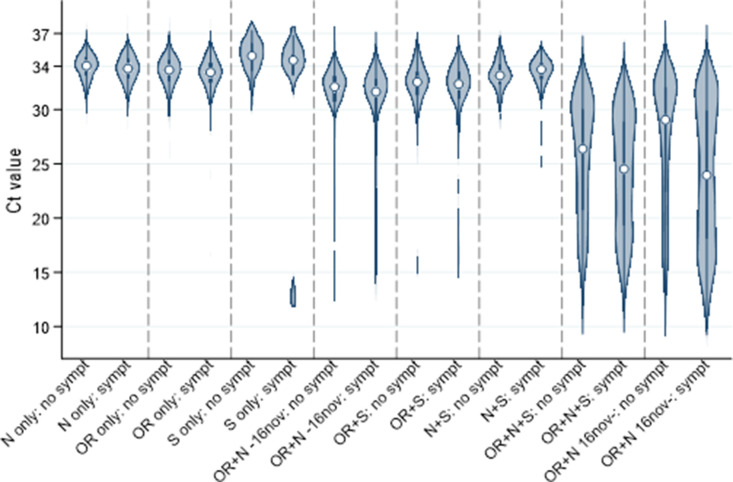 Ct value
37
34
30
25
20
15
10
N only: no sympt
N only: sympt
OR only: no sympt
OR only: sympt
S only: no sympt
S only: sympt
OR+N -16nov: no sympt
OR+N -16nov: sympt
OR+S: no sympt
OR+S: sympt
N+S: no sympt
N+S: sympt
OR+N+S: no sympt
OR+N+S: sympt
OR+N 16nov-: no sympt
OR+N 16nov-: sympt